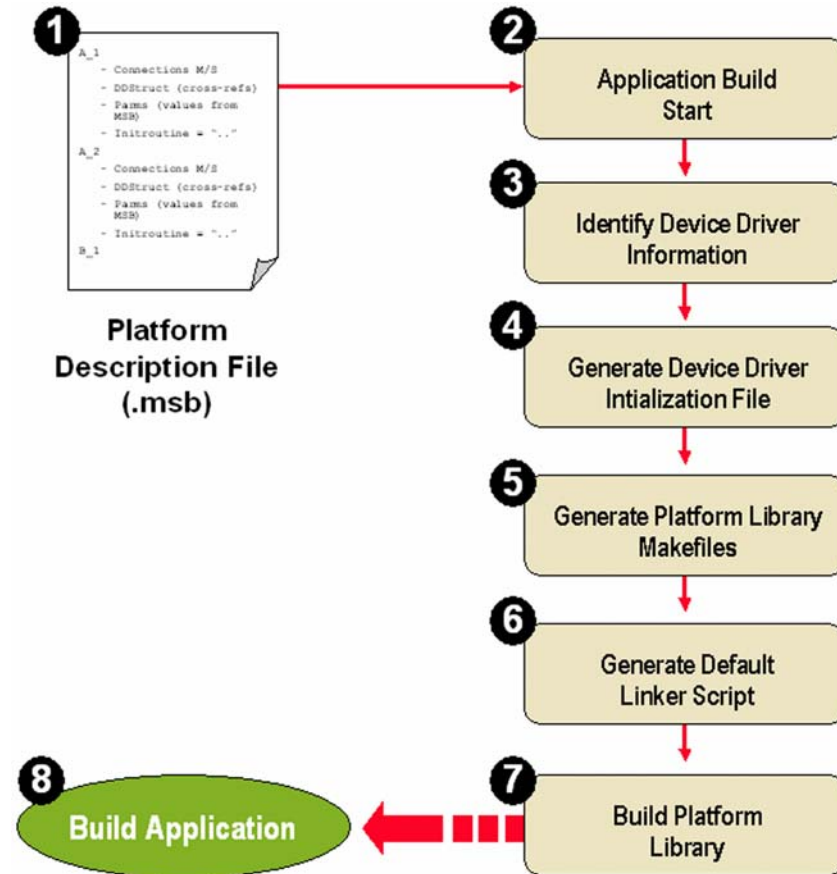 1
A_1
- Connections M/S
- DDStruct (cross-refs)
- Parms (values from
MSB)
- Initroutine = ".."
A_2
- Connections M/S
- DDStruct (cross-refs)
- Parms (values from
MSB)
- Initroutine = ".."
B_1
Platform
Description File
(.msb)
2
Application Build
Start
3
Identify Device Driver
Information
4
Generate Device Driver
Intialization File
5
Generate Platform Library
Makefiles
6
Generate Default
Linker Script
7
Build Platform
Library
8
Build Application